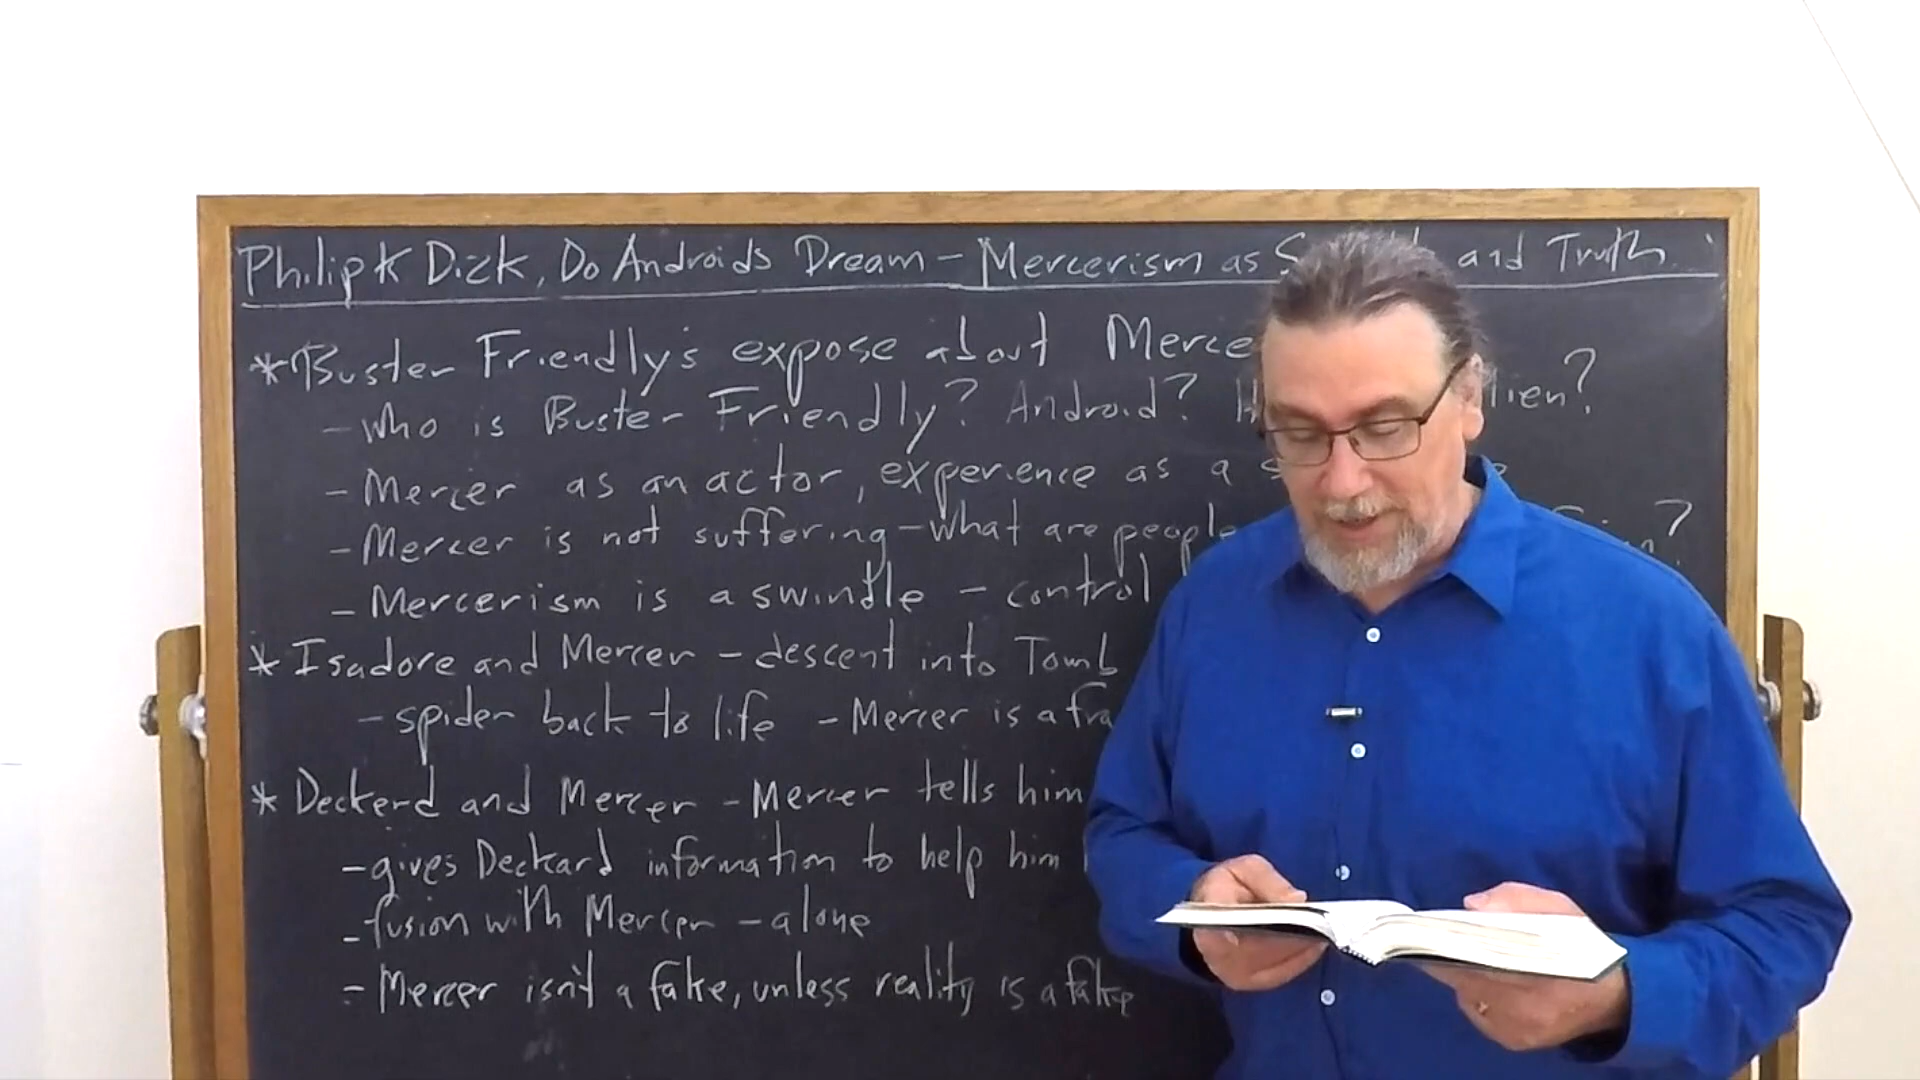 Philip K Dick, Do Androids Dream - Mercerism as and Truth
* Buster Friendly's expose about Merce
- Who is Buster Friendly? Android? H lien?
- Mercer as an actor, experience as a s
- Mercer is not suffering - what are people ?
- Mercerism is a swindle - control
* Isadore and Mercer - descent into Tomb
- spider back to life - Mercer is a fra
* Deckerd and Mercer - Mercer tells him
- gives Deckard information to help him
- fusion with Mercer - alone
- Mercer isn't a fake, unless reality is a fake